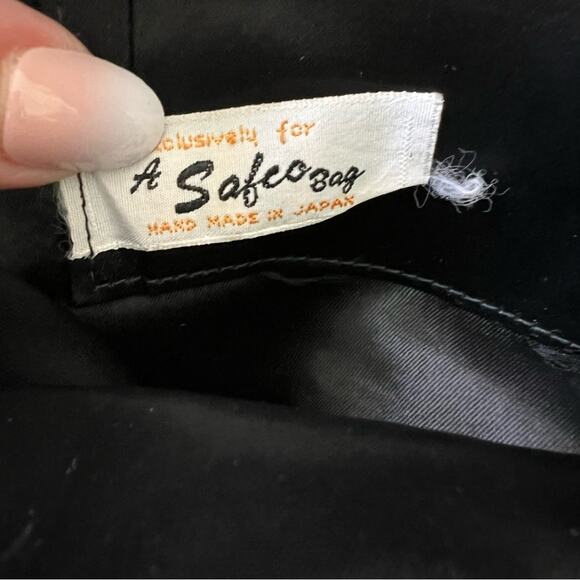 xclusively for
A Safco Bag
HAND MADE IN JAPAN